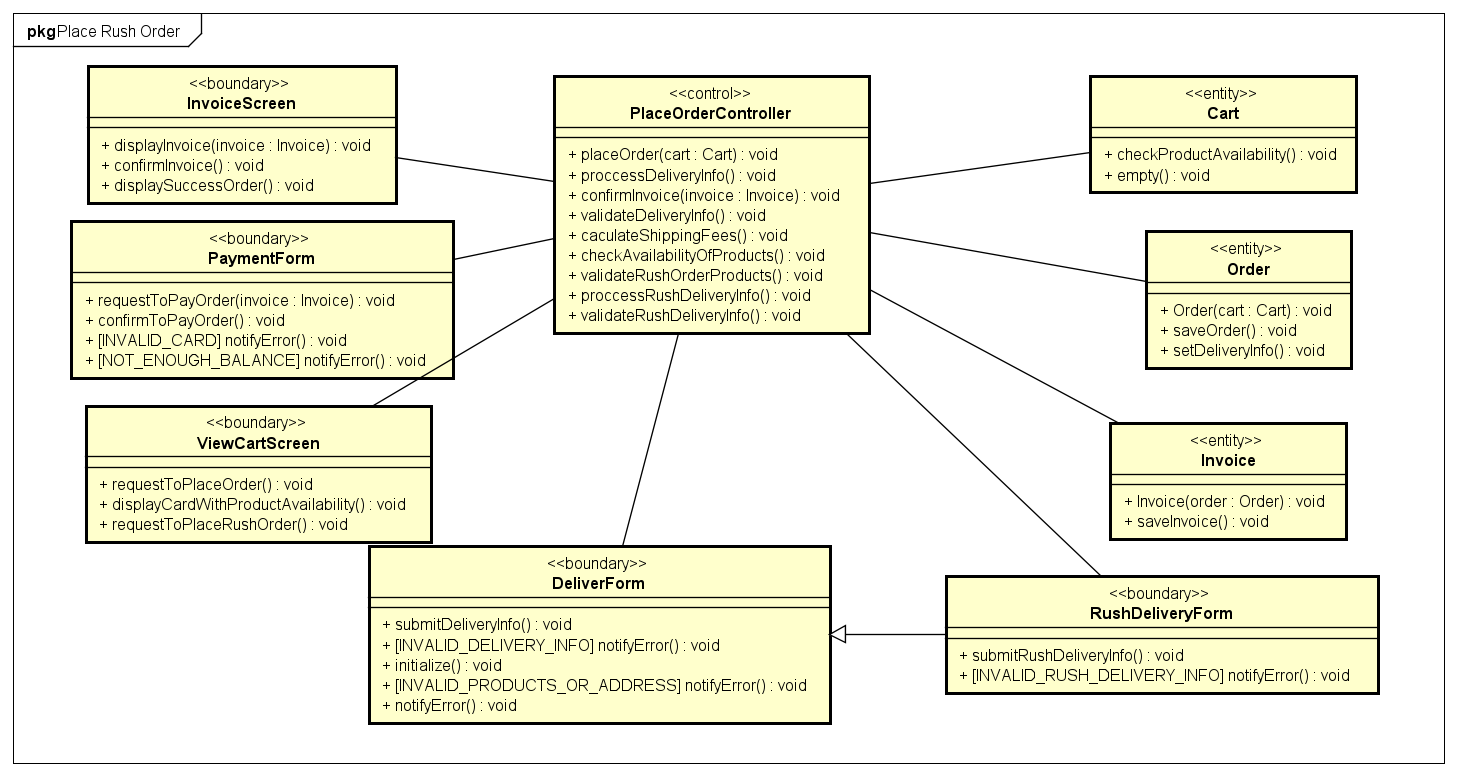 pkg Place Rush Order
<<boundary>>
InvoiceScreen
+ displayInvoice(invoice : Invoice) : void
+ confirmInvoice() : void
+ displaySuccessOrder() : void
<<boundary>>
PaymentForm
+ requestToPayOrder(invoice : Invoice) : void
+ confirmToPayOrder() : void
+ [INVALID_CARD] notifyError() : void
+ [NOT_ENOUGH_BALANCE] notifyError() : void
<<boundary>>
ViewCartScreen
+ requestToPlaceOrder() : void
+ displayCardWithProductAvailability() : void
+ requestToPlaceRushOrder() : void
<<control>>
PlaceOrderController
+ placeOrder(cart : Cart) : void
+ proccessDeliveryInfo() : void
+ confirmInvoice(invoice : Invoice) : void
+ validateDeliveryInfo() : void
+ caculateShippingFees() : void
+ checkAvailabilityOfProducts() : void
+ validateRushOrderProducts() : void
+ proccessRushDeliveryInfo() : void
+ validateRushDeliveryInfo() : void
<<boundary>>
DeliverForm
+ submitDeliveryInfo() : void
+ [INVALID_DELIVERY_INFO] notifyError() : void
+ initialize() : void
+ [INVALID_PRODUCTS_OR_ADDRESS] notifyError() : void
+ notifyError() : void
<<entity>>
Cart
+ checkProductAvailability() : void
+ empty() : void
<<entity>>
Order
+ Order(cart : Cart) : void
+ saveOrder() : void
+ setDeliveryInfo() : void
<<entity>>
Invoice
+ Invoice(order : Order) : void
+ saveInvoice() : void
<<boundary>>
RushDeliveryForm
+ submitRushDeliveryInfo() : void
+ [INVALID_RUSH_DELIVERY_INFO] notifyError() : void